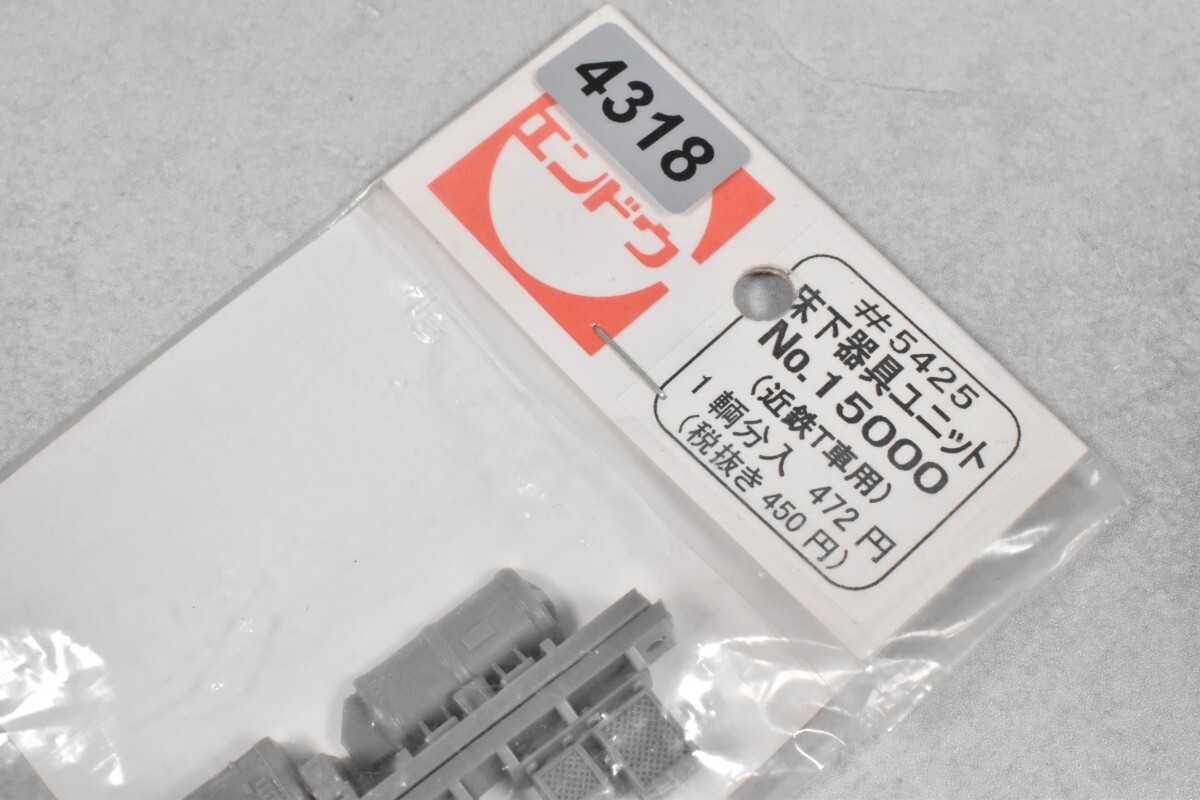 4318
エンドウ
#5425
床下器具ユニット
No.15000
(近鉄T車用)
1輌分入 472円
(税抜き450円)